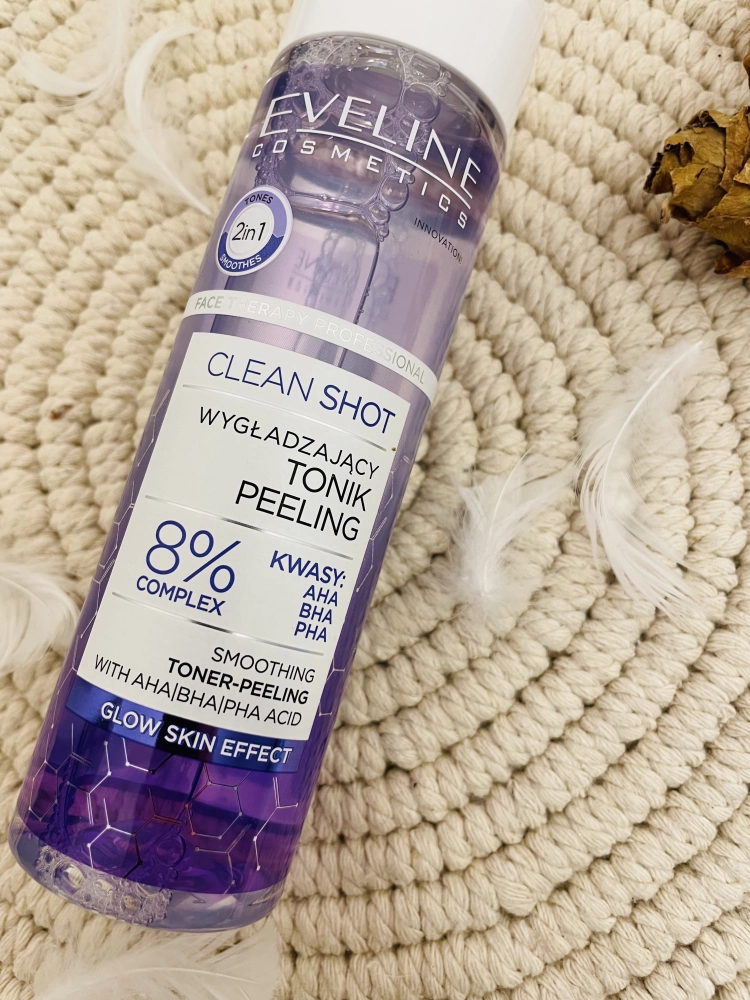 EVELINE
COSMETICS
INNOVATION
TONES
2in1
SMOOTHES
FACE THERAPY PROFESSIONAL
CLEAN SHOT
WYGŁADZAJĄCY
TONIK
PEELING
8%
COMPLEX
KWASY:
AHA
BHA
PHA
SMOOTHING
TONER-PEELING
WITH AHA|BHA|PHA ACID
GLOW SKIN EFFECT